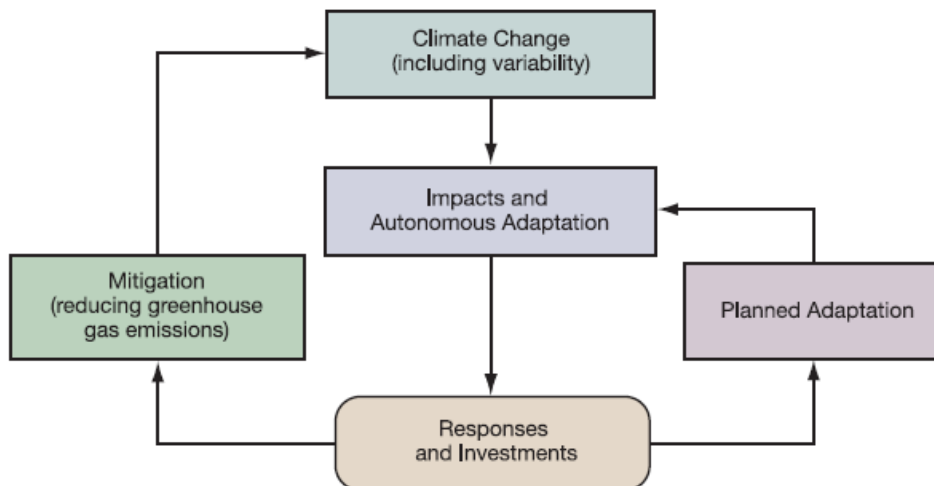 Climate Change
(including variability)
Impacts and
Autonomous Adaptation
Mitigation
(reducing greenhouse
gas emissions)
Planned Adaptation
Responses
and Investments